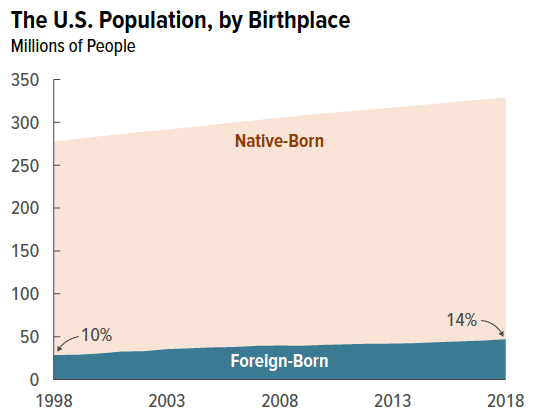 The U.S. Population, by Birthplace
Millions of People
350
300
Native-Born
250
200
150
100
14%
50
10%
Foreign-Born
0
1998 2003 2008 2013 2018